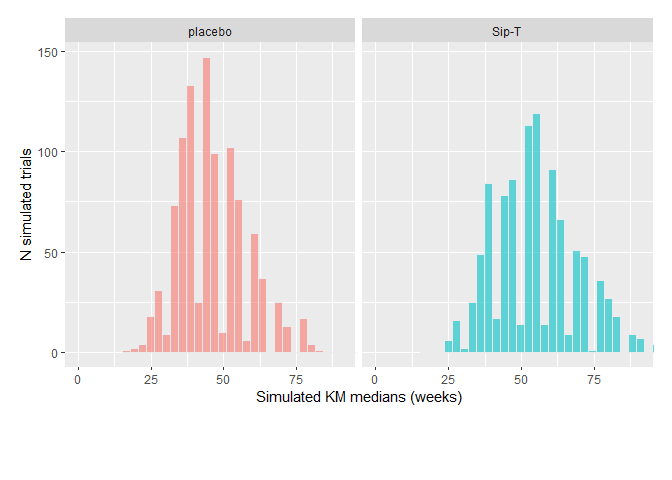 placebo Sip-T
150
100
50
0
N simulated trials
0 25 50 75 0 25 50 75
Simulated KM medians (weeks)